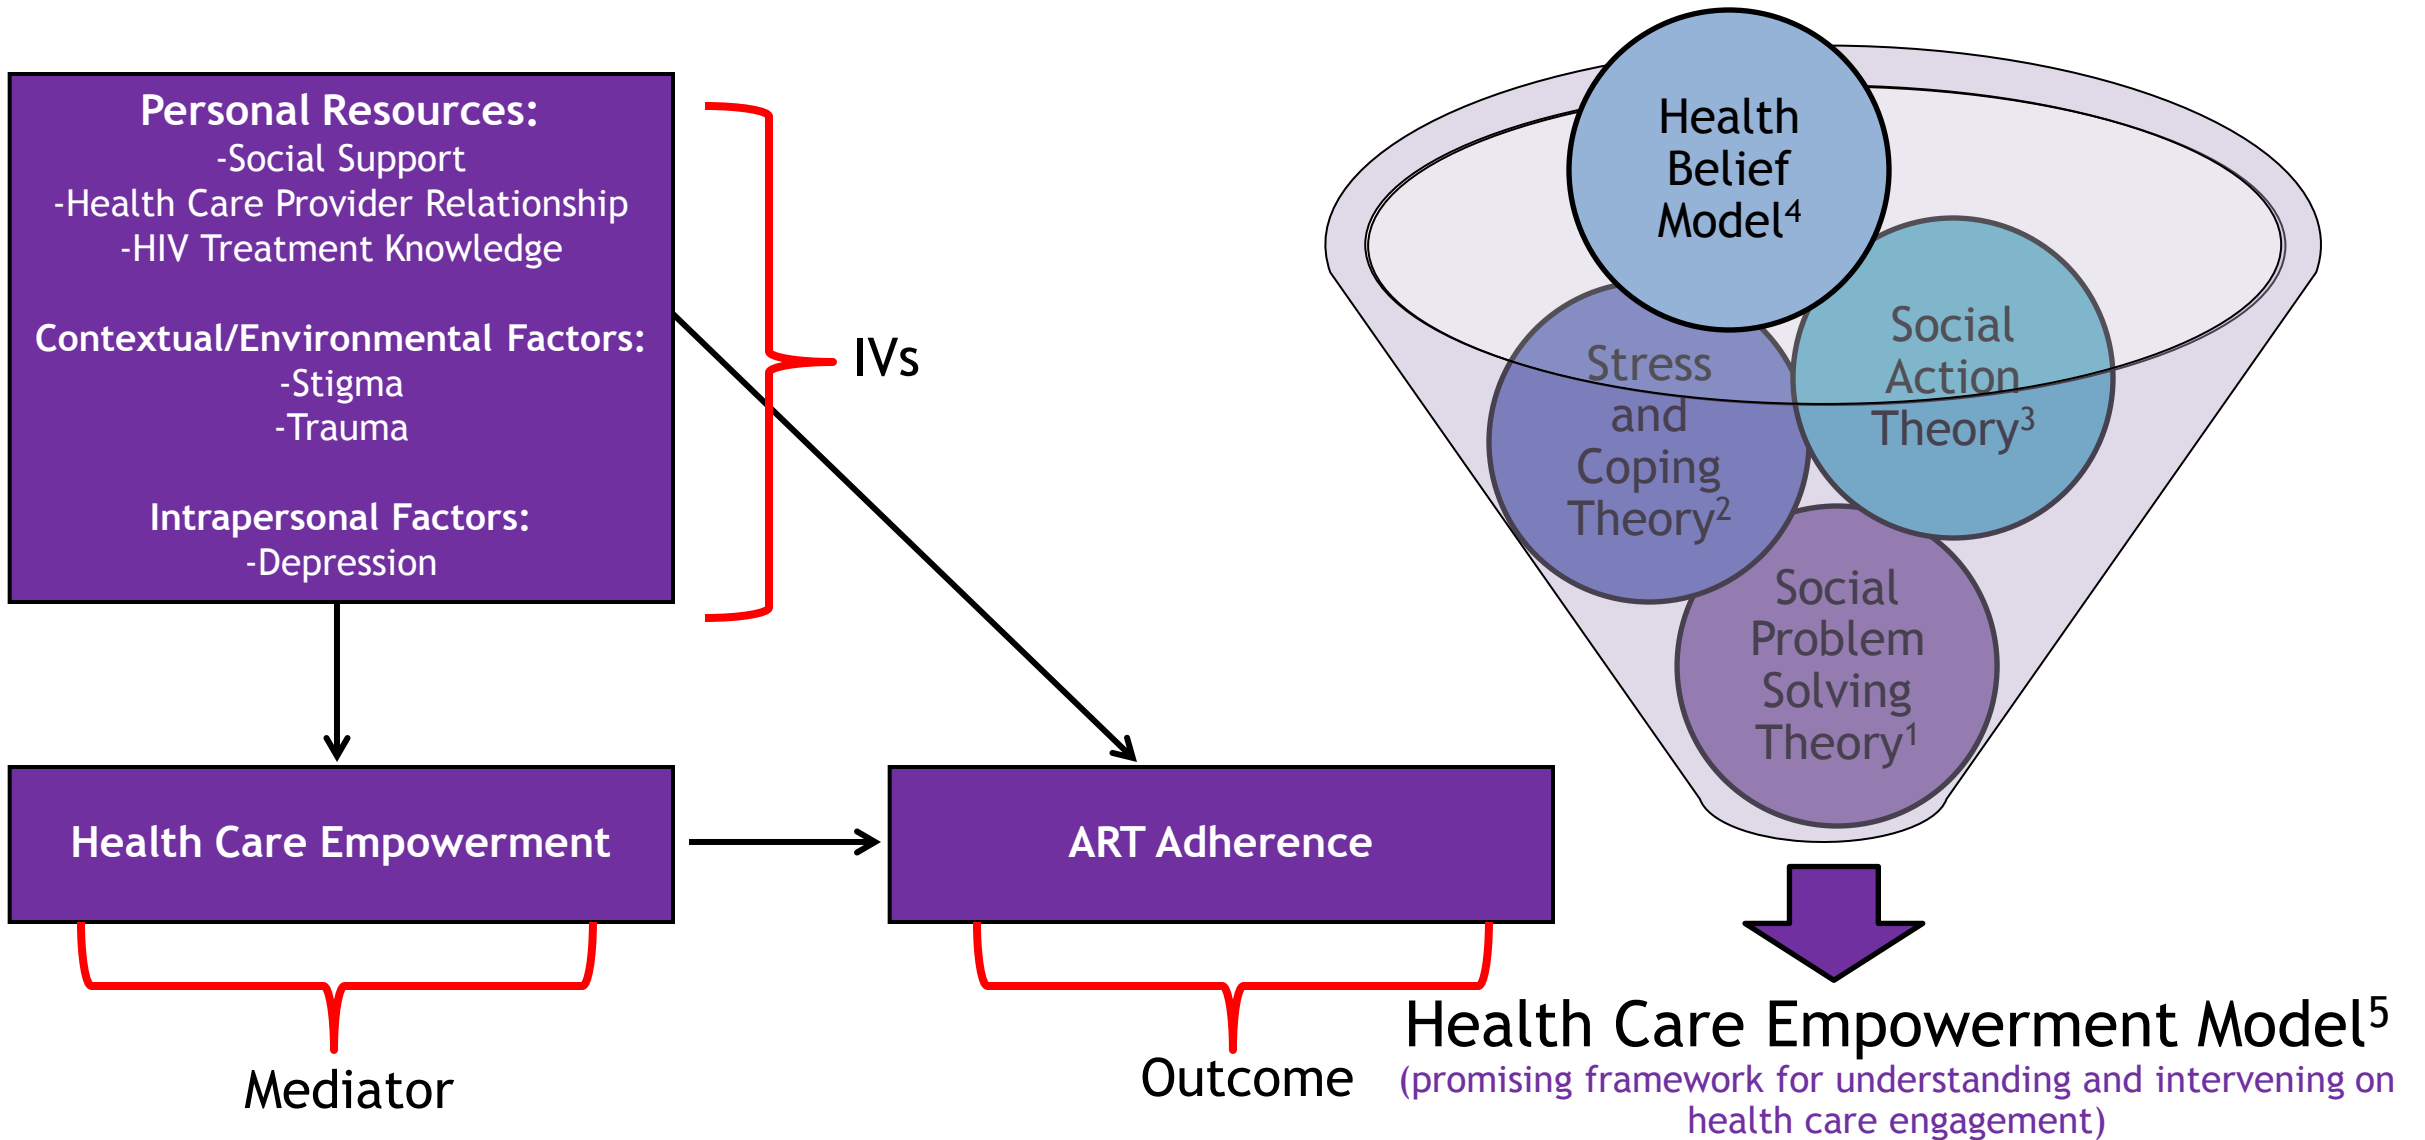 Personal Resources:
-Social Support
-Health Care Provider Relationship
-HIV Treatment Knowledge
Contextual/Environmental Factors:
-Stigma
-Trauma
Intrapersonal Factors:
-Depression
IVs
Health Care Empowerment
ART Adherence
Mediator
Outcome
Health
Belief
Model⁴
Stress
and
Coping
Theory²
Social
Action
Theory³
Social
Problem
Solving
Theory¹
Health Care Empowerment Model⁵
(promising framework for understanding and intervening on
health care engagement)